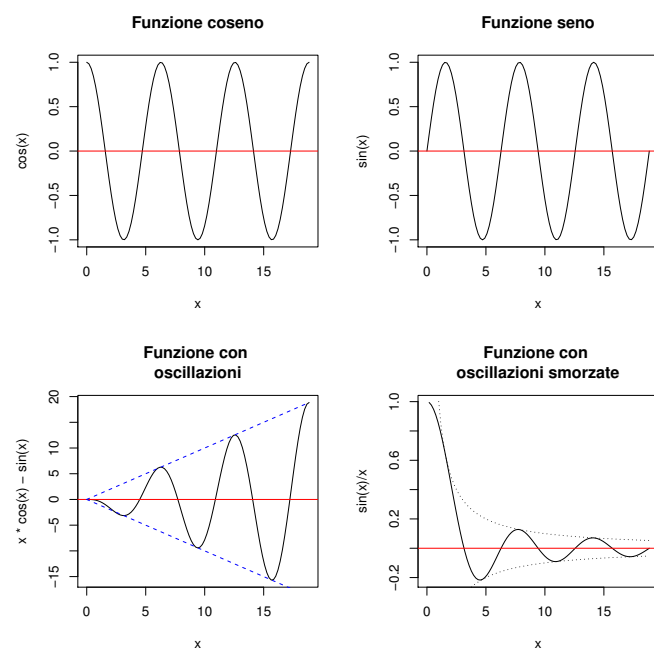 Funzione coseno
cos(x)
1.0
0.5
0.0
−0.5
−1.0
0 5 10 15
x
Funzione seno
sin(x)
1.0
0.5
0.0
−0.5
−1.0
0 5 10 15
x
Funzione con
oscillazioni
x * cos(x) − sin(x)
20
10
5
0
−5
−15
0 5 10 15
x
Funzione con
oscillazioni smorzate
sin(x)/x
1.0
0.6
0.2
−0.2
0 5 10 15
x